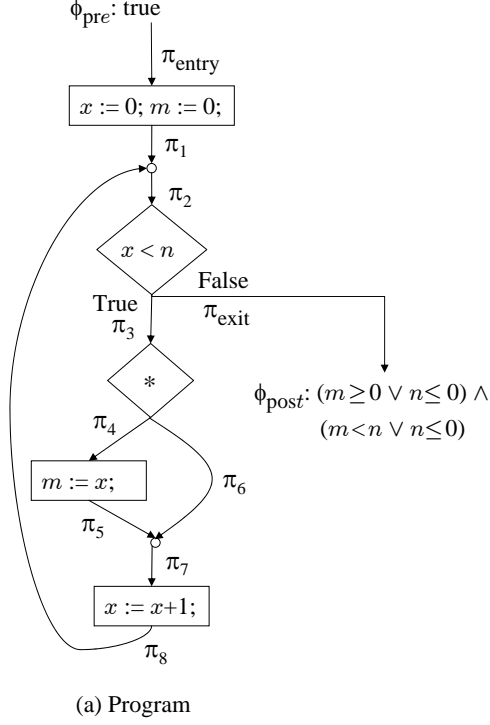 ϕpre: true
πentry
x := 0; m := 0;
π1
π2
x < n
False
True
πexit
π3
*
ϕpost: (m ≥ 0 ∨ n ≤ 0) ∧
(m < n ∨ n ≤ 0)
π4
m := x;
π6
π5
π7
x := x+1;
π8
(a) Program